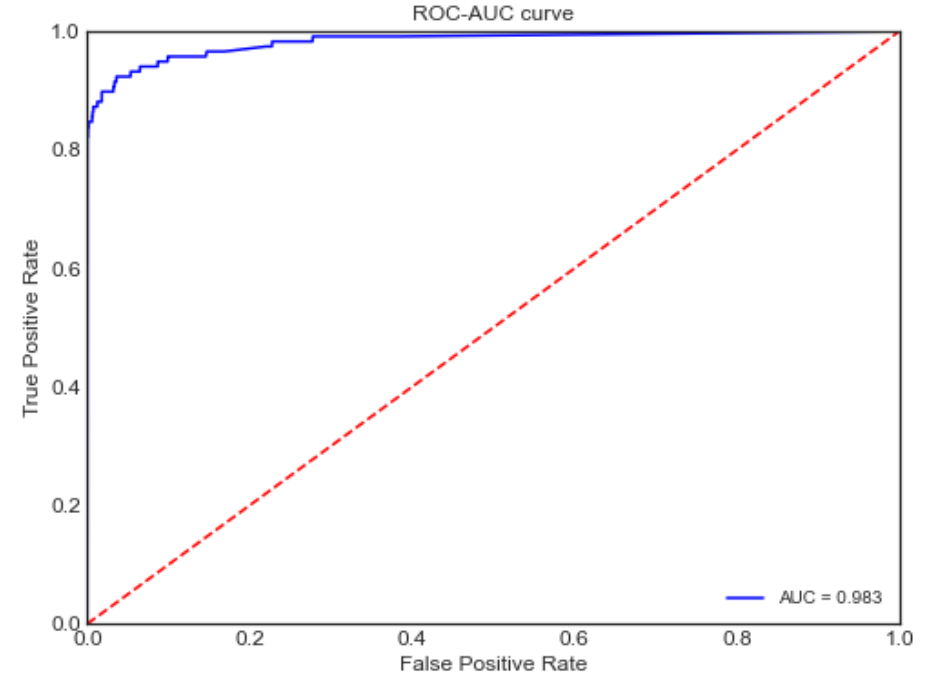 ROC-AUC curve
1.0
0.8
0.6
0.4
0.2
0.0
True Positive Rate
AUC = 0.983
0.0 0.2 0.4 0.6 0.8 1.0
False Positive Rate